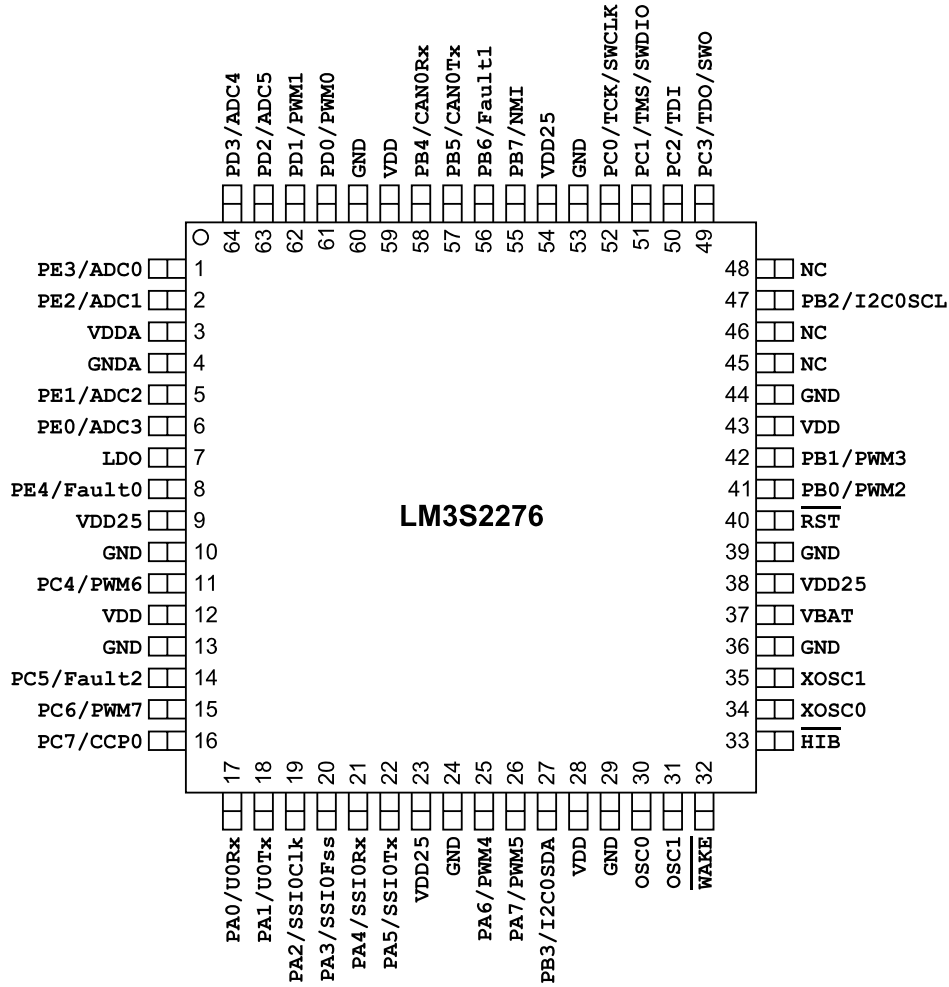 PD3/ADC4
PD2/ADC5
PD1/PWM1
PD0/PWM0
GND
VDD
PB4/CAN0Rx
PB5/CAN0Tx
PB6/Fault1
PB7/NMI
VDD25
GND
PC0/TCK/SWCLK
PC1/TMS/SWDIO
PC2/TDI
PC3/TDO/SWO
64 63 62 61 60 59 58 57 56 55 54 53 52 51 50 49
PE3/ADC0 1
PE2/ADC1 2
VDDA 3
GNDA 4
PE1/ADC2 5
PE0/ADC3 6
LDO 7
PE4/Fault0 8
VDD25 9
GND 10
PC4/PWM6 11
VDD 12
GND 13
PC5/Fault2 14
PC6/PWM7 15
PC7/CCP0 16
LM3S2276
48 NC
47 PB2/I2C0SCL
46 NC
45 NC
44 GND
43 VDD
42 PB1/PWM3
41 PB0/PWM2
40 RST
39 GND
38 VDD25
37 VBAT
36 GND
35 XOSC1
34 XOSC0
33 HIB
17 18 19 20 21 22 23 24 25 26 27 28 29 30 31 32
PA0/U0Rx
PA1/U0Tx
PA2/SSI0Clk
PA3/SSI0Fss
PA4/SSI0Rx
PA5/SSI0Tx
VDD25
GND
PA6/PWM4
PA7/PWM5
PB3/I2C0SDA
VDD
GND
OSC0
OSC1
WAKE